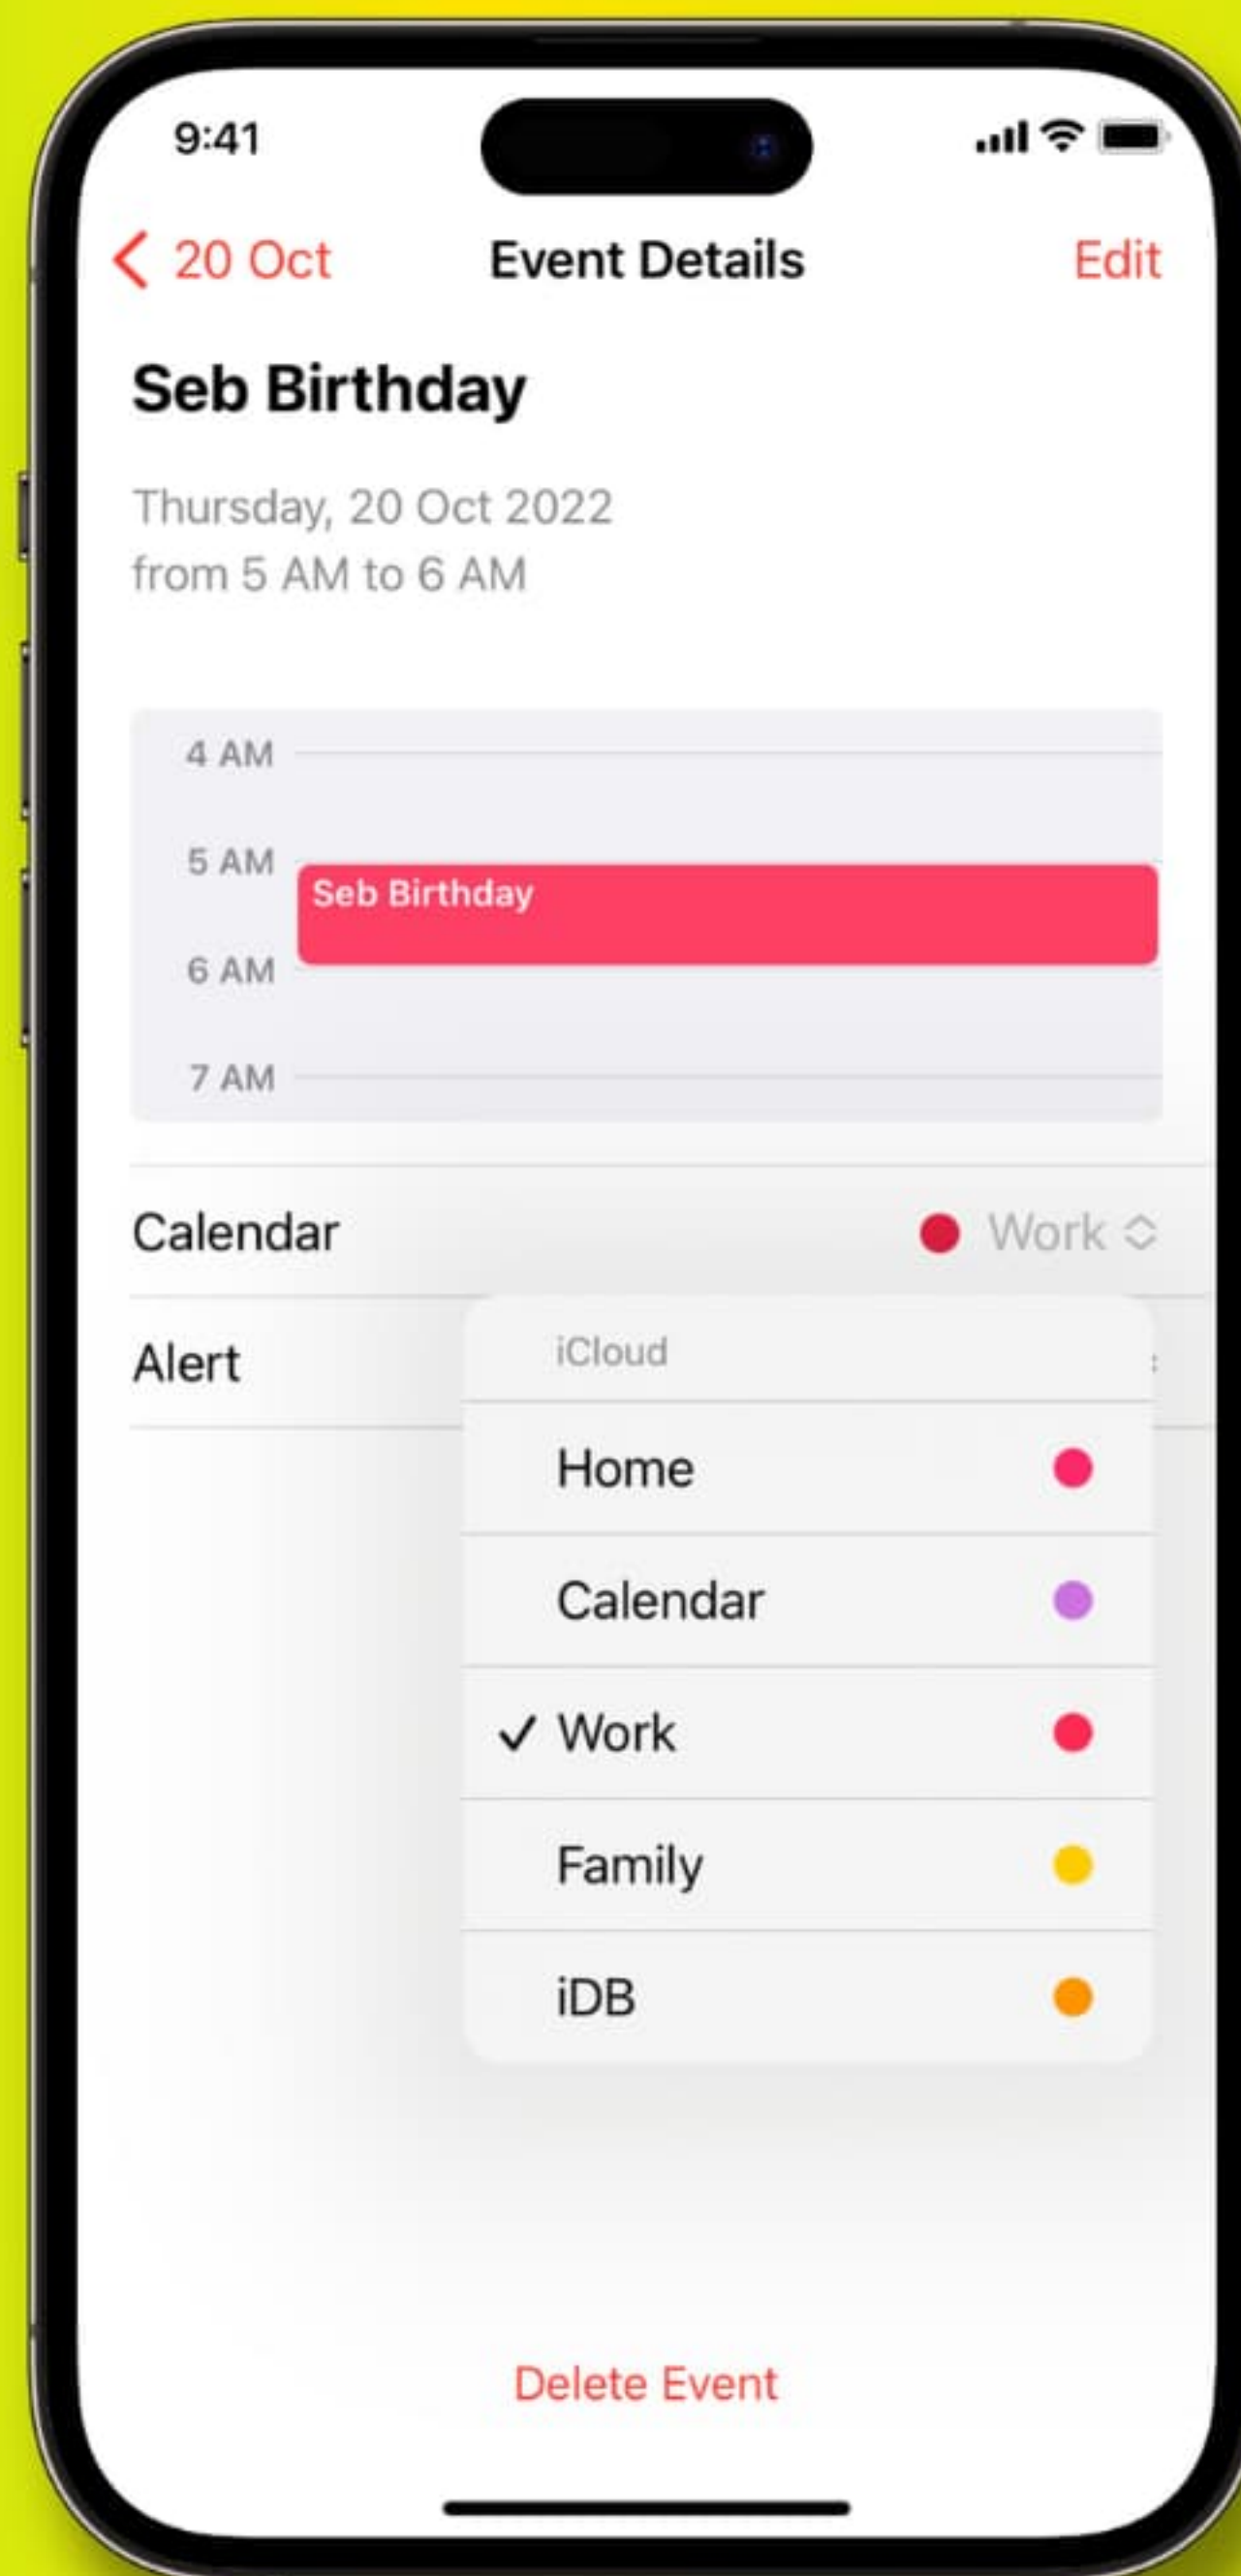 9:41
20 Oct
Event Details
Edit
Seb Birthday
Thursday, 20 Oct 2022
from 5 AM to 6 AM
4 AM
5 AM
Seb Birthday
6 AM
7 AM
Calendar
Work
Alert
iCloud
Home
Calendar
Work
Family
iDB
Delete Event